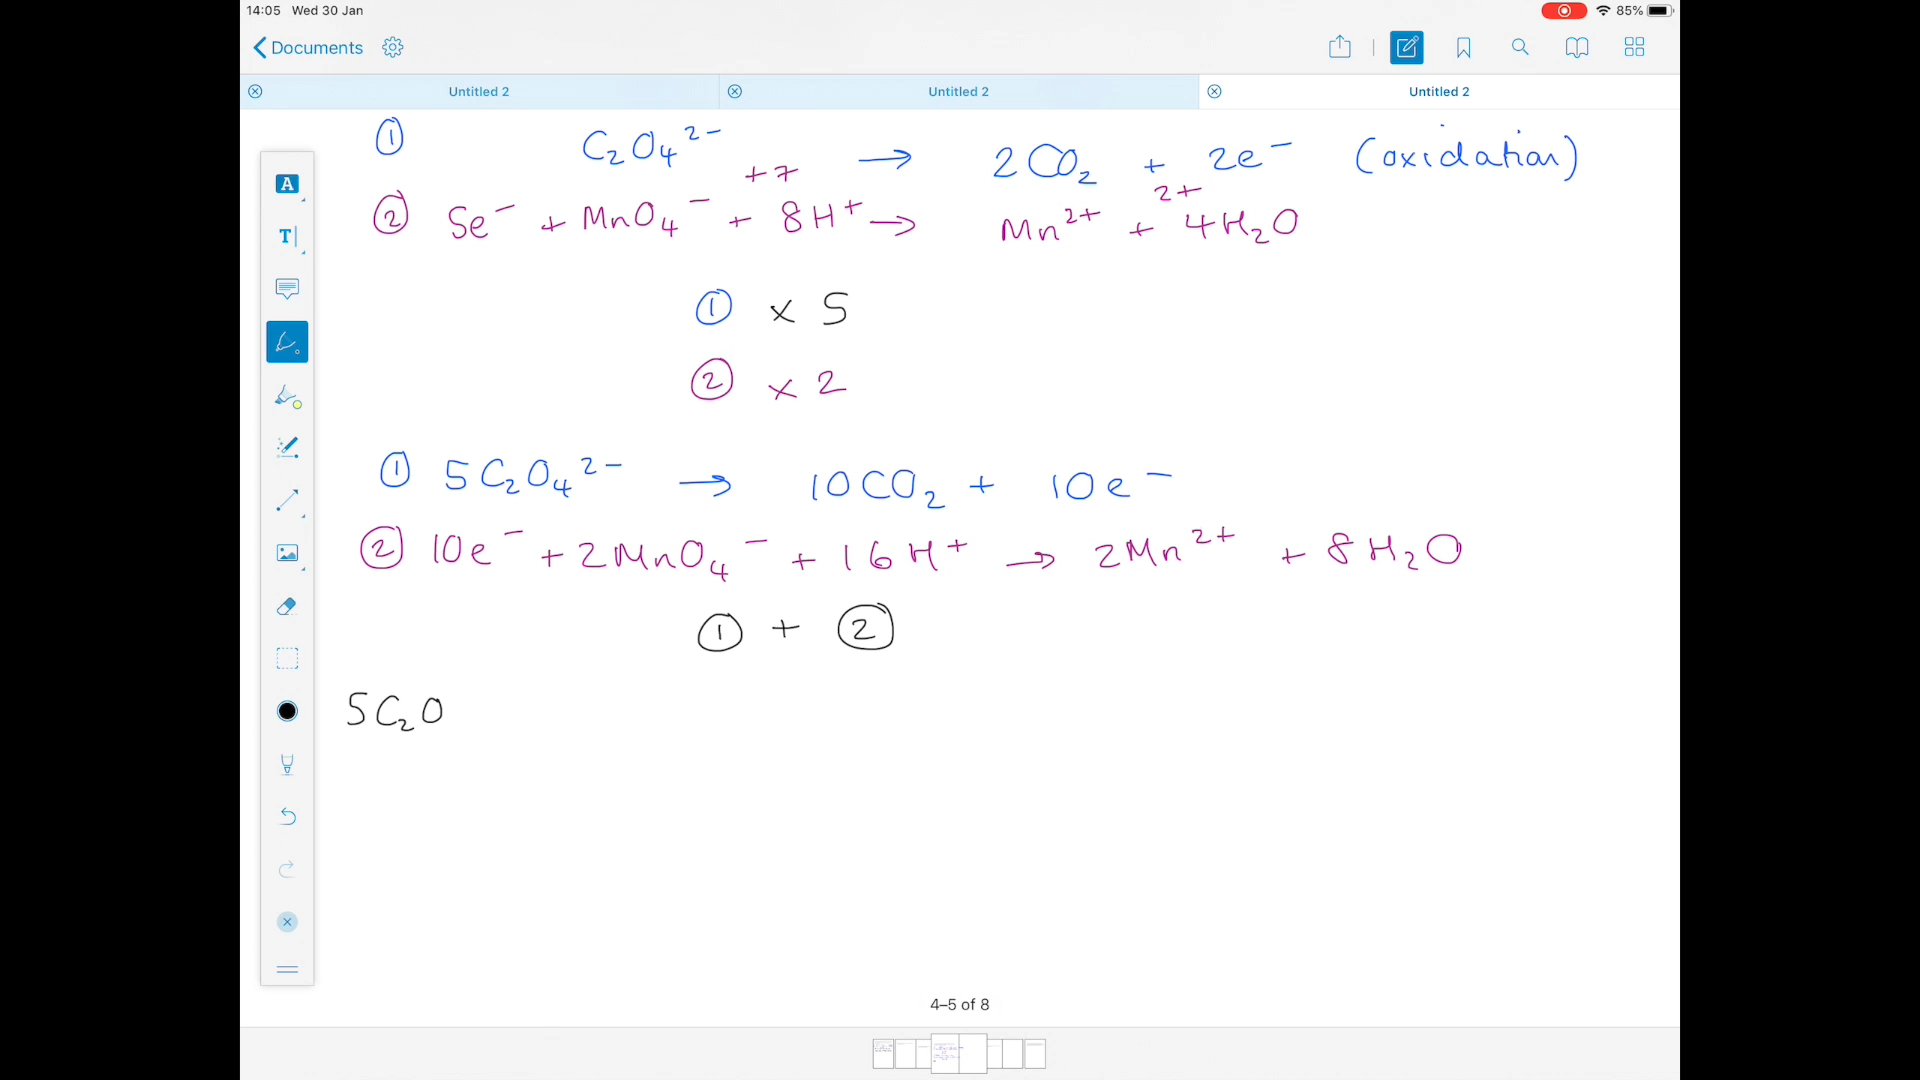 14:05 Wed 30 Jan 85%
Documents
Untitled 2 Untitled 2 Untitled 2
① C₂O₄²⁻ → 2CO₂ + 2e⁻ (oxidation)
+7 2+
② 5e⁻ + MnO₄⁻ + 8H⁺ → Mn²⁺ + 4H₂O
① × 5
② × 2
① 5C₂O₄²⁻ → 10CO₂ + 10e⁻
② 10e⁻ + 2MnO₄⁻ + 16H⁺ → 2Mn²⁺ + 8H₂O
① + ②
5C₂O
4–5 of 8
A
T